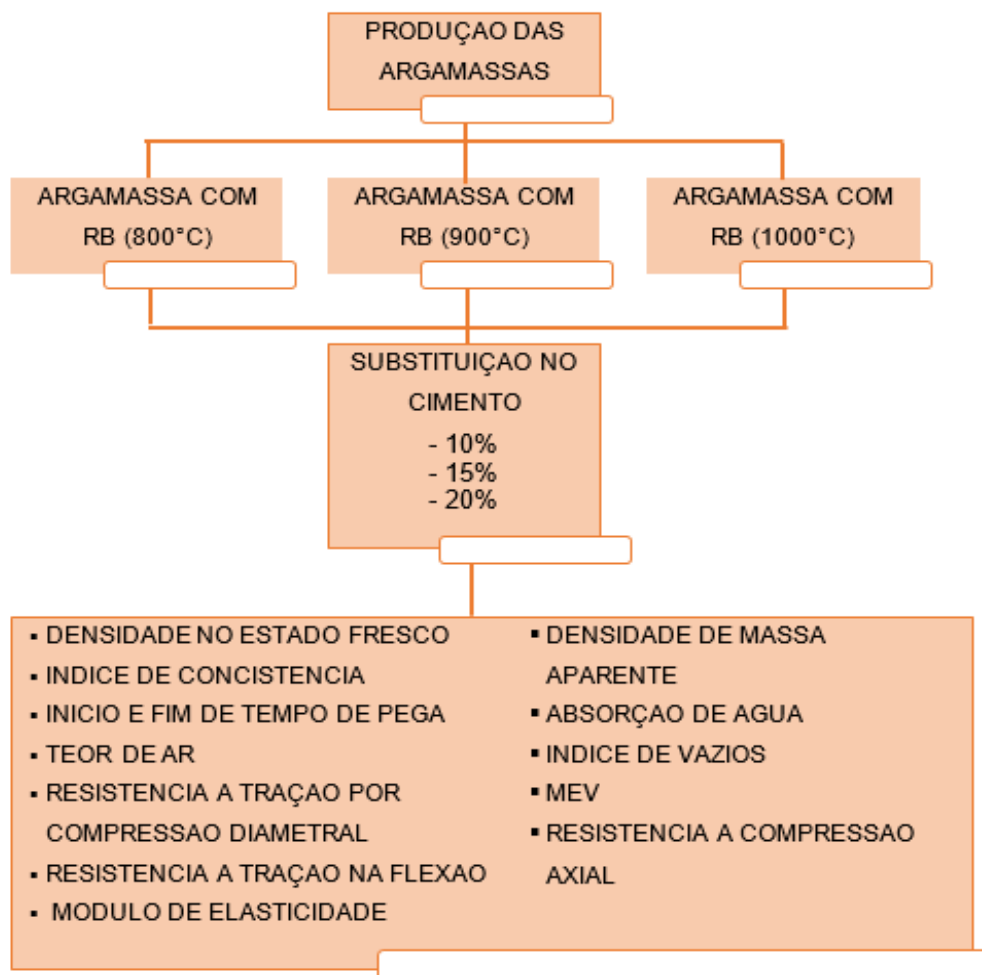 PRODUÇAO DAS
ARGAMASSAS
ARGAMASSA COM
RB (800°C)
ARGAMASSA COM
RB (900°C)
ARGAMASSA COM
RB (1000°C)
SUBSTITUIÇAO NO
CIMENTO
- 10%
- 15%
- 20%
▪ DENSIDADE NO ESTADO FRESCO
▪ INDICE DE CONCISTENCIA
▪ INICIO E FIM DE TEMPO DE PEGA
▪ TEOR DE AR
▪ RESISTENCIA A TRAÇAO POR
COMPRESSAO DIAMETRAL
▪ RESISTENCIA A TRAÇAO NA FLEXAO
▪ MODULO DE ELASTICIDADE
▪ DENSIDADE DE MASSA
APARENTE
▪ ABSORÇAO DE AGUA
▪ INDICE DE VAZIOS
▪ MEV
▪ RESISTENCIA A COMPRESSAO
AXIAL